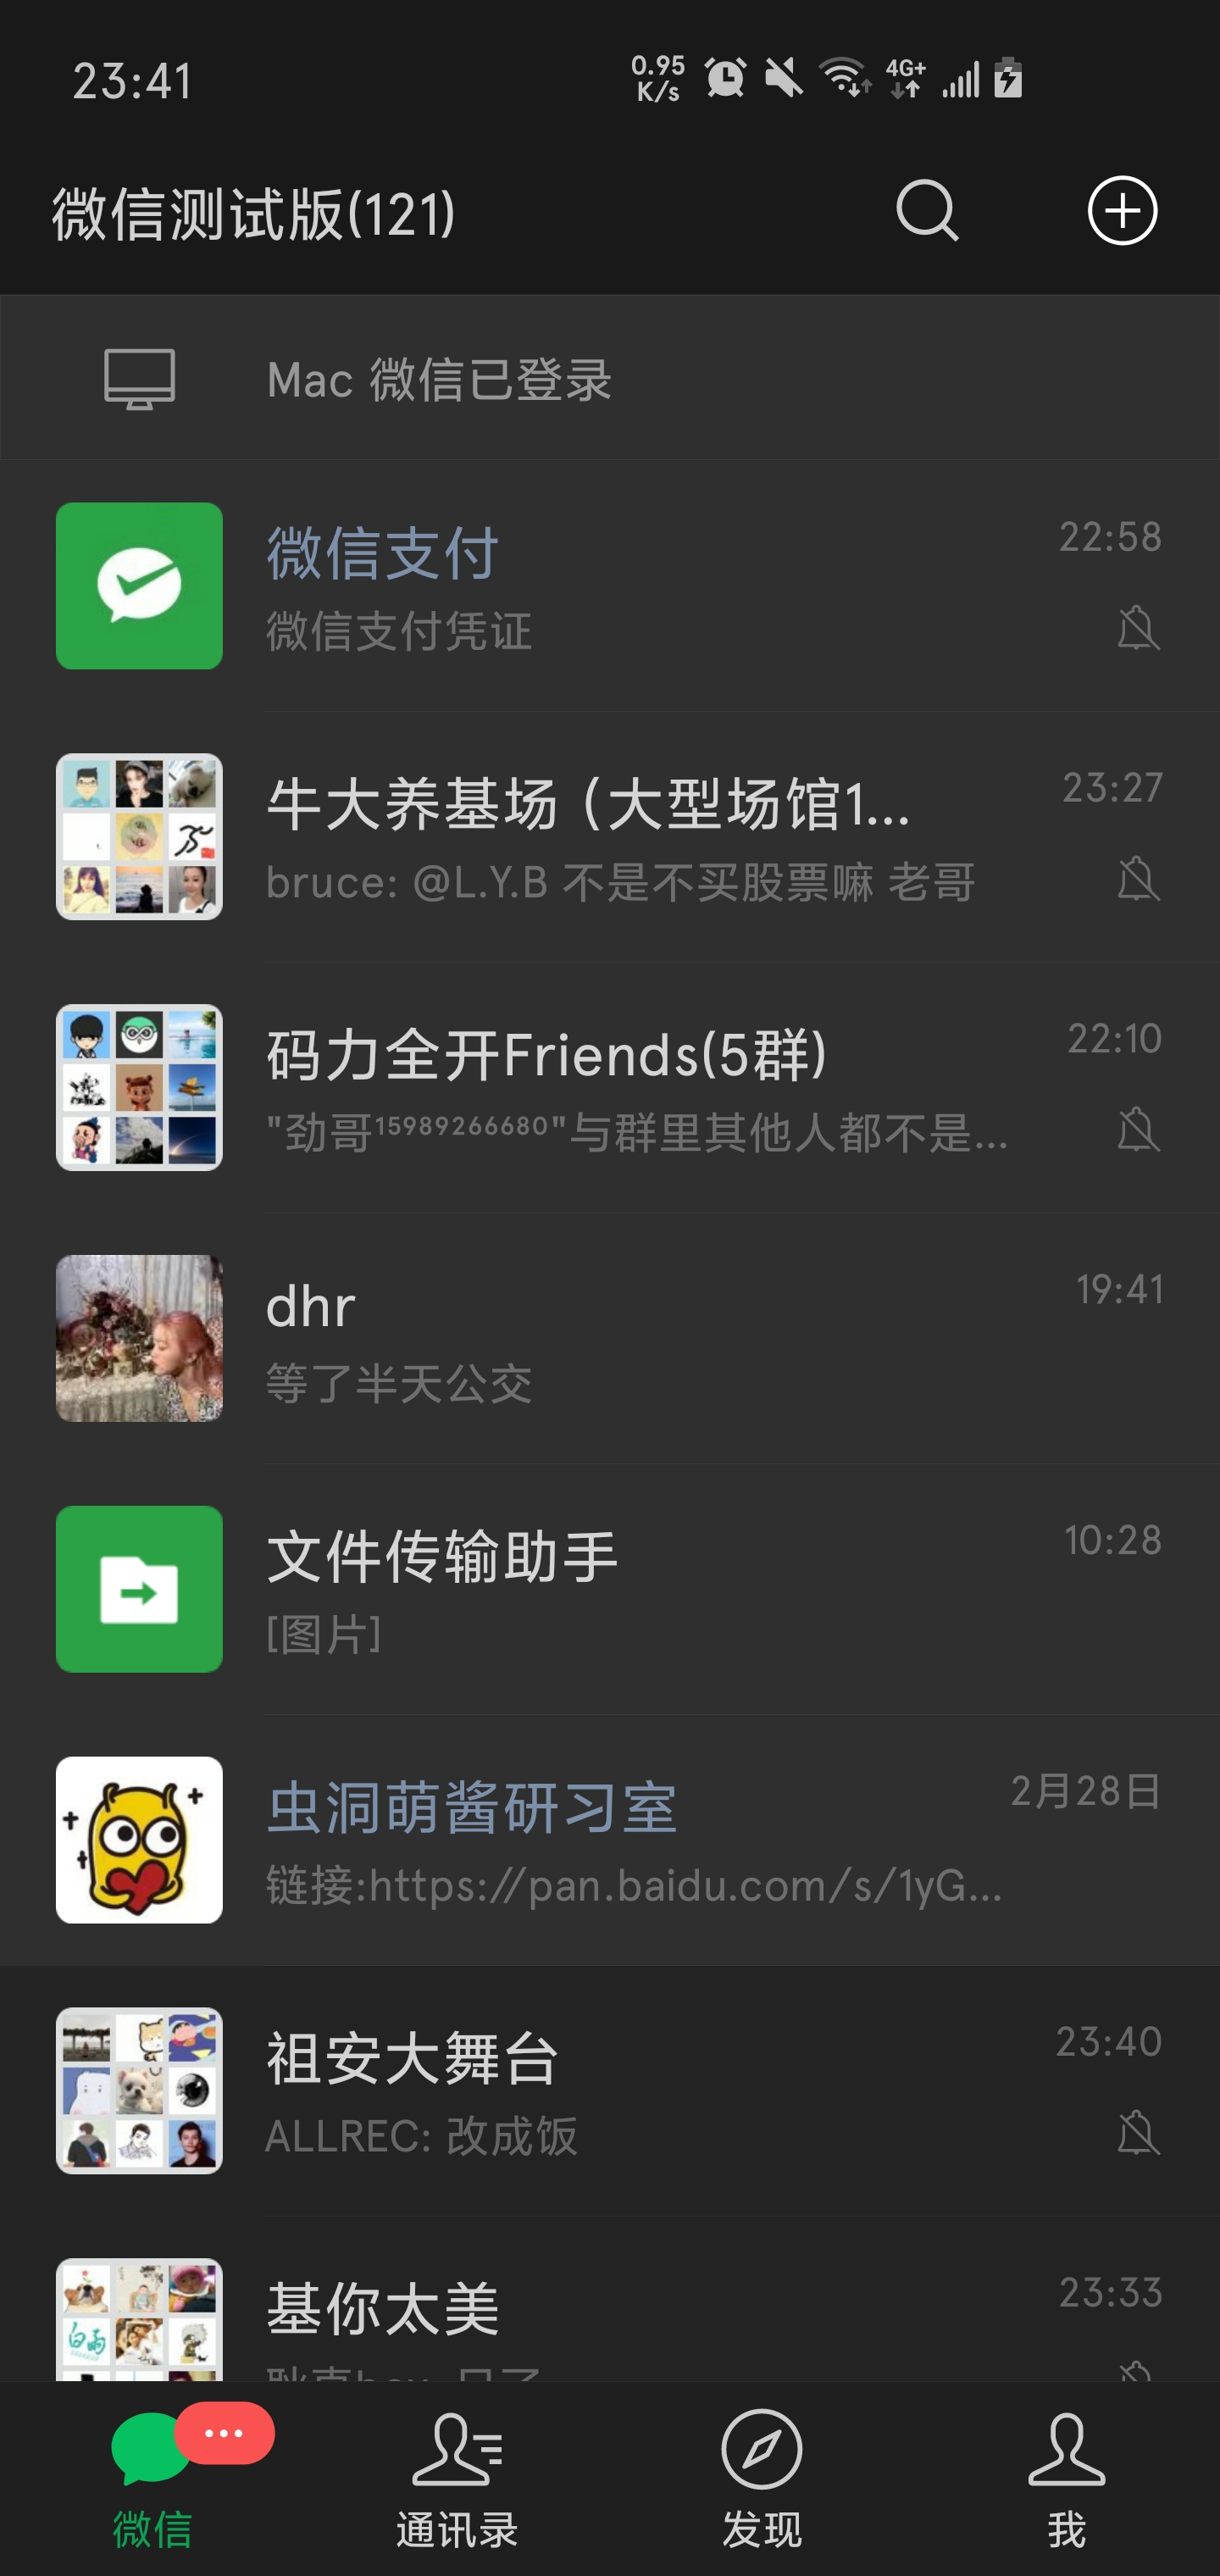 23:41
0.95
K/s
4G+
微信测试版(121)
Mac 微信已登录
微信支付
22:58
微信支付凭证
牛大养基场（大型场馆1...
23:27
bruce: @L.Y.B 不是不买股票嘛 老哥
码力全开Friends(5群)
22:10
"劲哥¹⁵⁹⁸⁹²⁶⁶⁶⁸⁰"与群里其他人都不是...
dhr
19:41
等了半天公交
文件传输助手
10:28
[图片]
虫洞萌酱研习室
2月28日
链接:https://pan.baidu.com/s/1yG...
祖安大舞台
23:40
ALLREC: 改成饭
基你太美
23:33
微信
通讯录
发现
我